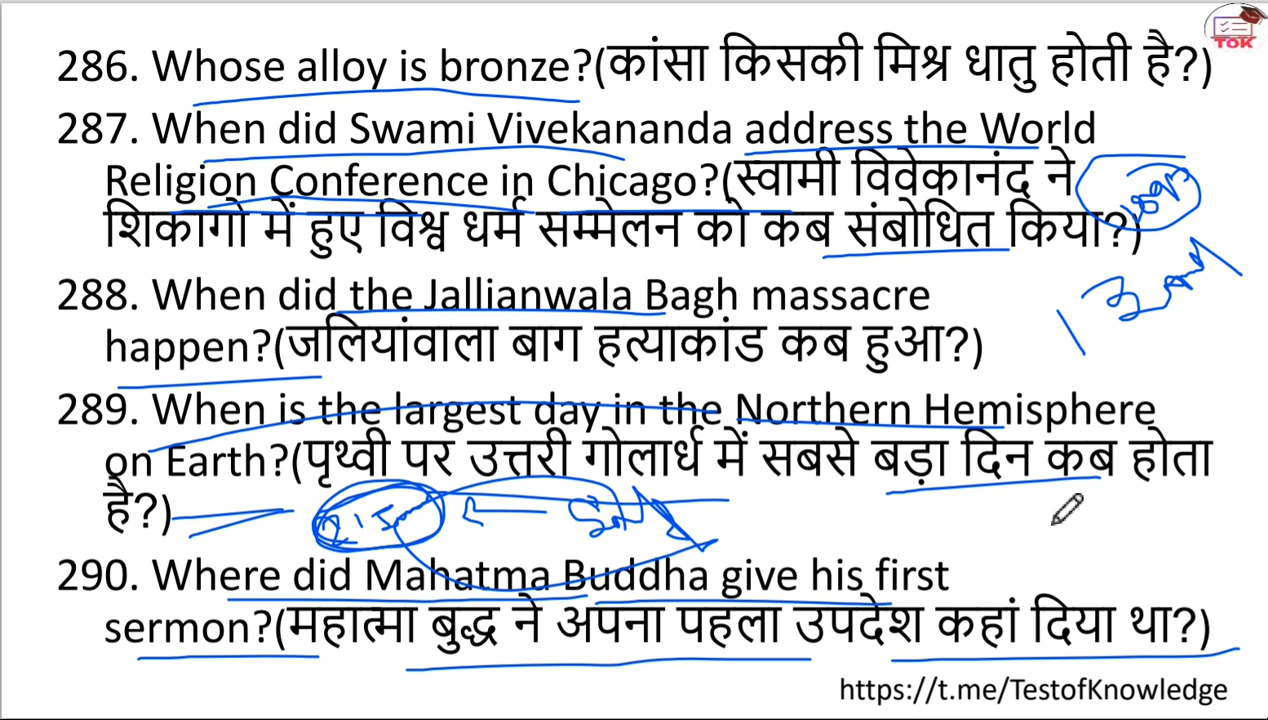 TOK
286. Whose alloy is bronze?(कांसा किसकी मिश्र धातु होती है?)
287. When did Swami Vivekananda address the World
Religion Conference in Chicago?(स्वामी विवेकानंद ने
शिकागो में हुए विश्व धर्म सम्मेलन को कब संबोधित किया?)
288. When did the Jallianwala Bagh massacre
happen?(जलियांवाला बाग हत्याकांड कब हुआ?)
289. When is the largest day in the Northern Hemisphere
on Earth?(पृथ्वी पर उत्तरी गोलार्ध में सबसे बड़ा दिन कब होता
है?)
290. Where did Mahatma Buddha give his first
sermon?(महात्मा बुद्ध ने अपना पहला उपदेश कहां दिया था?)
https://t.me/TestofKnowledge